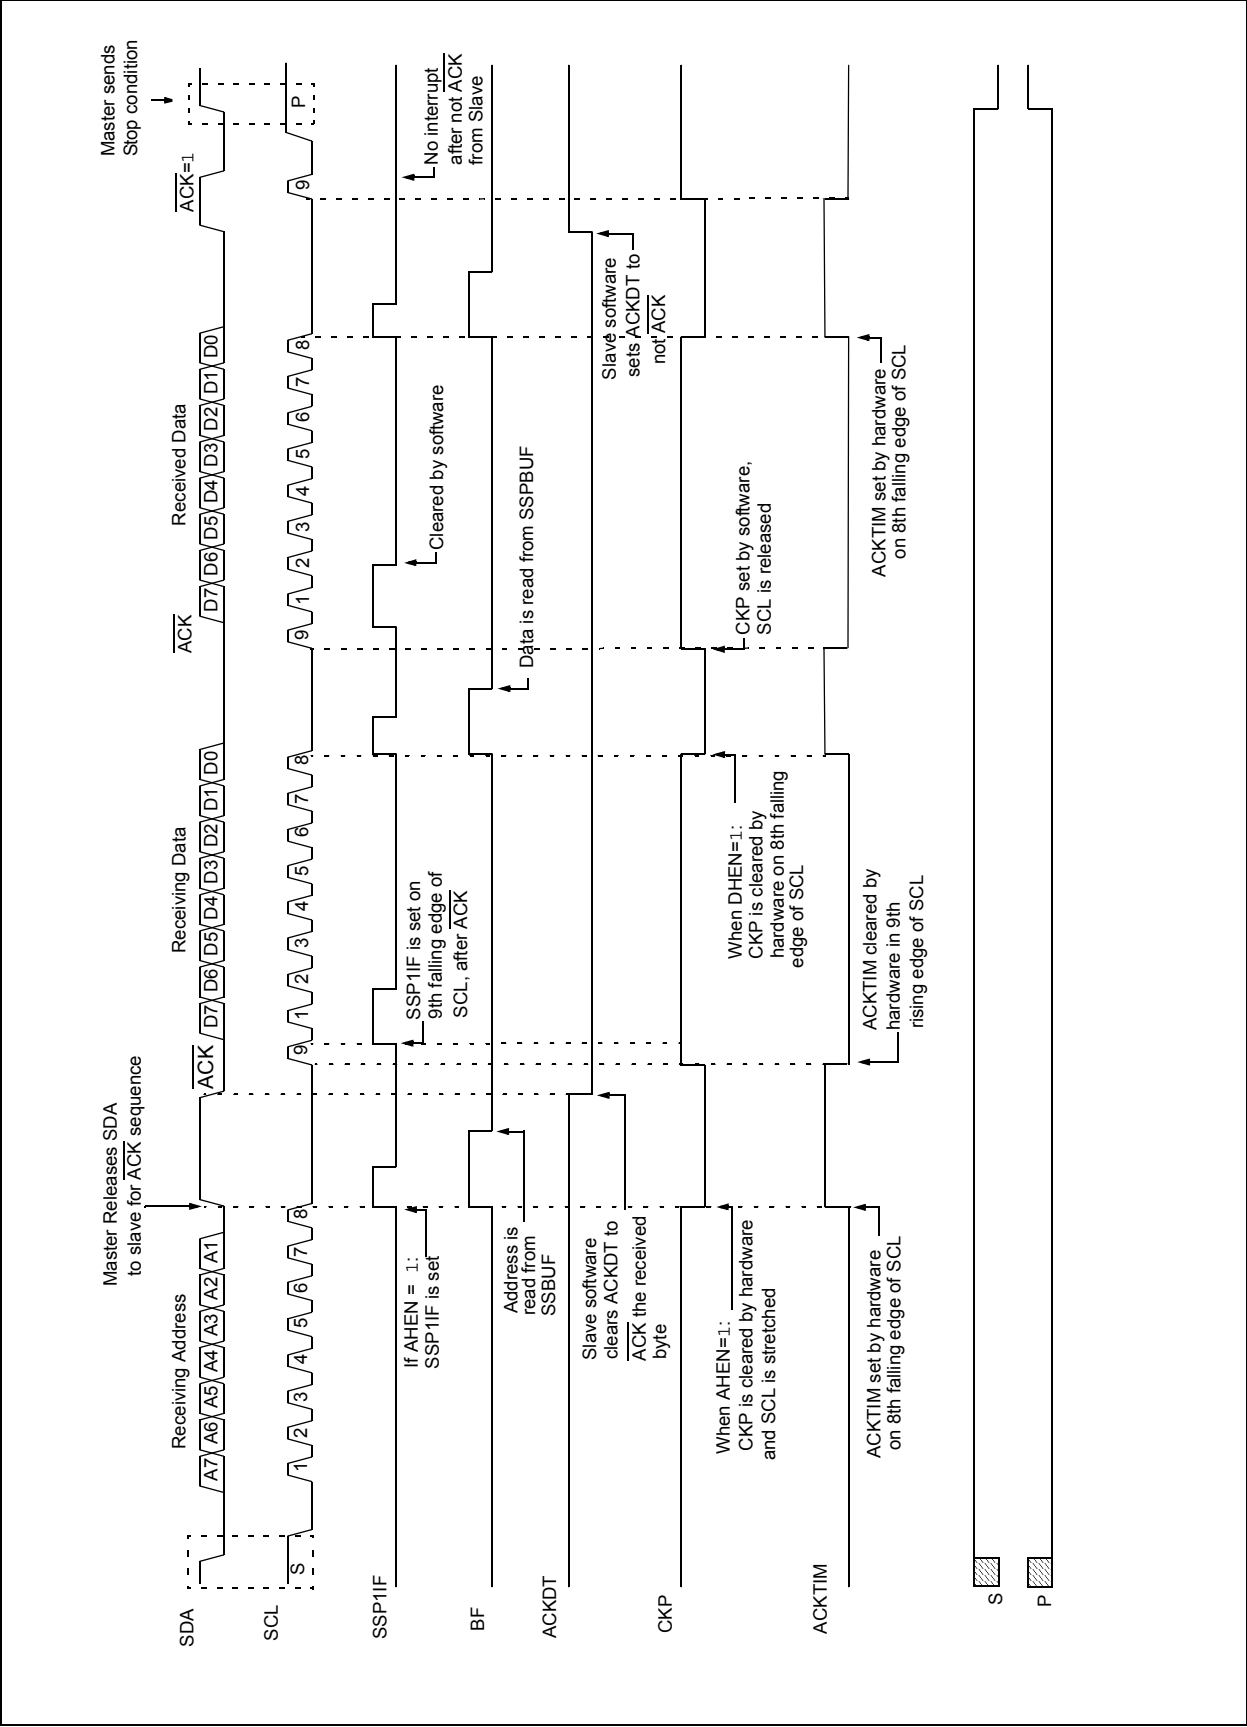 Master Releases SDA
to slave for ACK sequence
Master sends
Stop condition
Receiving Address
Receiving Data
Received Data
ACK
ACK
ACK=1
SDA
A7 A6 A5 A4 A3 A2 A1
D7 D6 D5 D4 D3 D2 D1 D0
D7 D6 D5 D4 D3 D2 D1 D0
SCL
S
1 2 3 4 5 6 7 8
9
1 2 3 4 5 6 7 8
9
1 2 3 4 5 6 7 8
9
P
SSP1IF
If AHEN = 1:
SSP1IF is set
SSP1IF is set on
9th falling edge of
SCL, after ACK
Cleared by software
No interrupt
after not ACK
from Slave
BF
Address is
read from
SSBUF
Data is read from SSPBUF
ACKDT
Slave software
clears ACKDT to
ACK the received
byte
Slave software
sets ACKDT to
not ACK
CKP
When AHEN=1:
CKP is cleared by hardware
and SCL is stretched
When DHEN=1:
CKP is cleared by
hardware on 8th falling
edge of SCL
CKP set by software,
SCL is released
ACKTIM
ACKTIM set by hardware
on 8th falling edge of SCL
ACKTIM cleared by
hardware in 9th
rising edge of SCL
ACKTIM set by hardware
on 8th falling edge of SCL
S
P